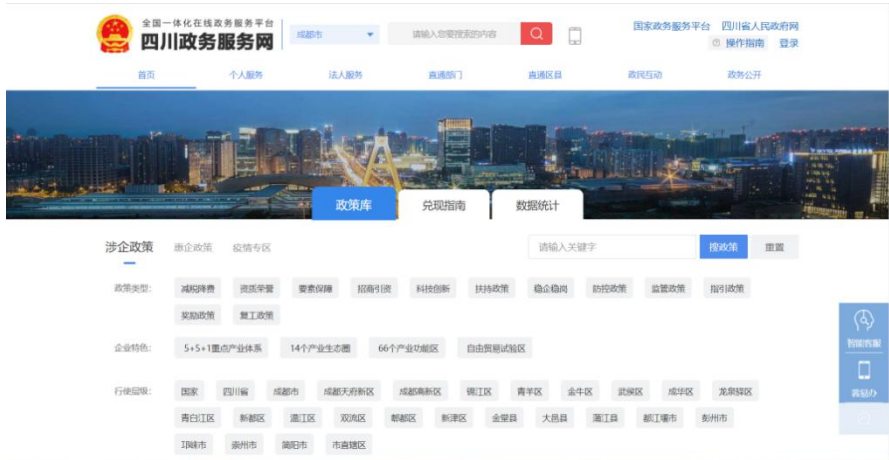 全国一体化在线政务服务平台
四川政务服务网
成都市
请输入您要搜索的内容
国家政务服务平台 四川省人民政府网
操作指南 登录
首页 个人服务 法人服务 直通部门 直通区县 政民互动 政务公开
政策库 兑现指南 数据统计
涉企政策 惠企政策 疫情专区 请输入关键字 搜政策 重置
政策类型: 减税降费 资质荣誉 要素保障 招商引资 科技创新 扶持政策 稳企稳岗 防控政策 监管政策 指引政策
奖励政策 复工政策
企业特色: 5+5+1重点产业体系 14个产业生态圈 66个产业功能区 自由贸易试验区
行使层级: 国家 四川省 成都市 成都天府新区 成都高新区 锦江区 青羊区 金牛区 武侯区 成华区 龙泉驿区
青白江区 新都区 温江区 双流区 郫都区 新津区 金堂县 大邑县 蒲江县 都江堰市 彭州市
邛崃市 崇州市 简阳市 市直辖区
智能客服
蓉易办